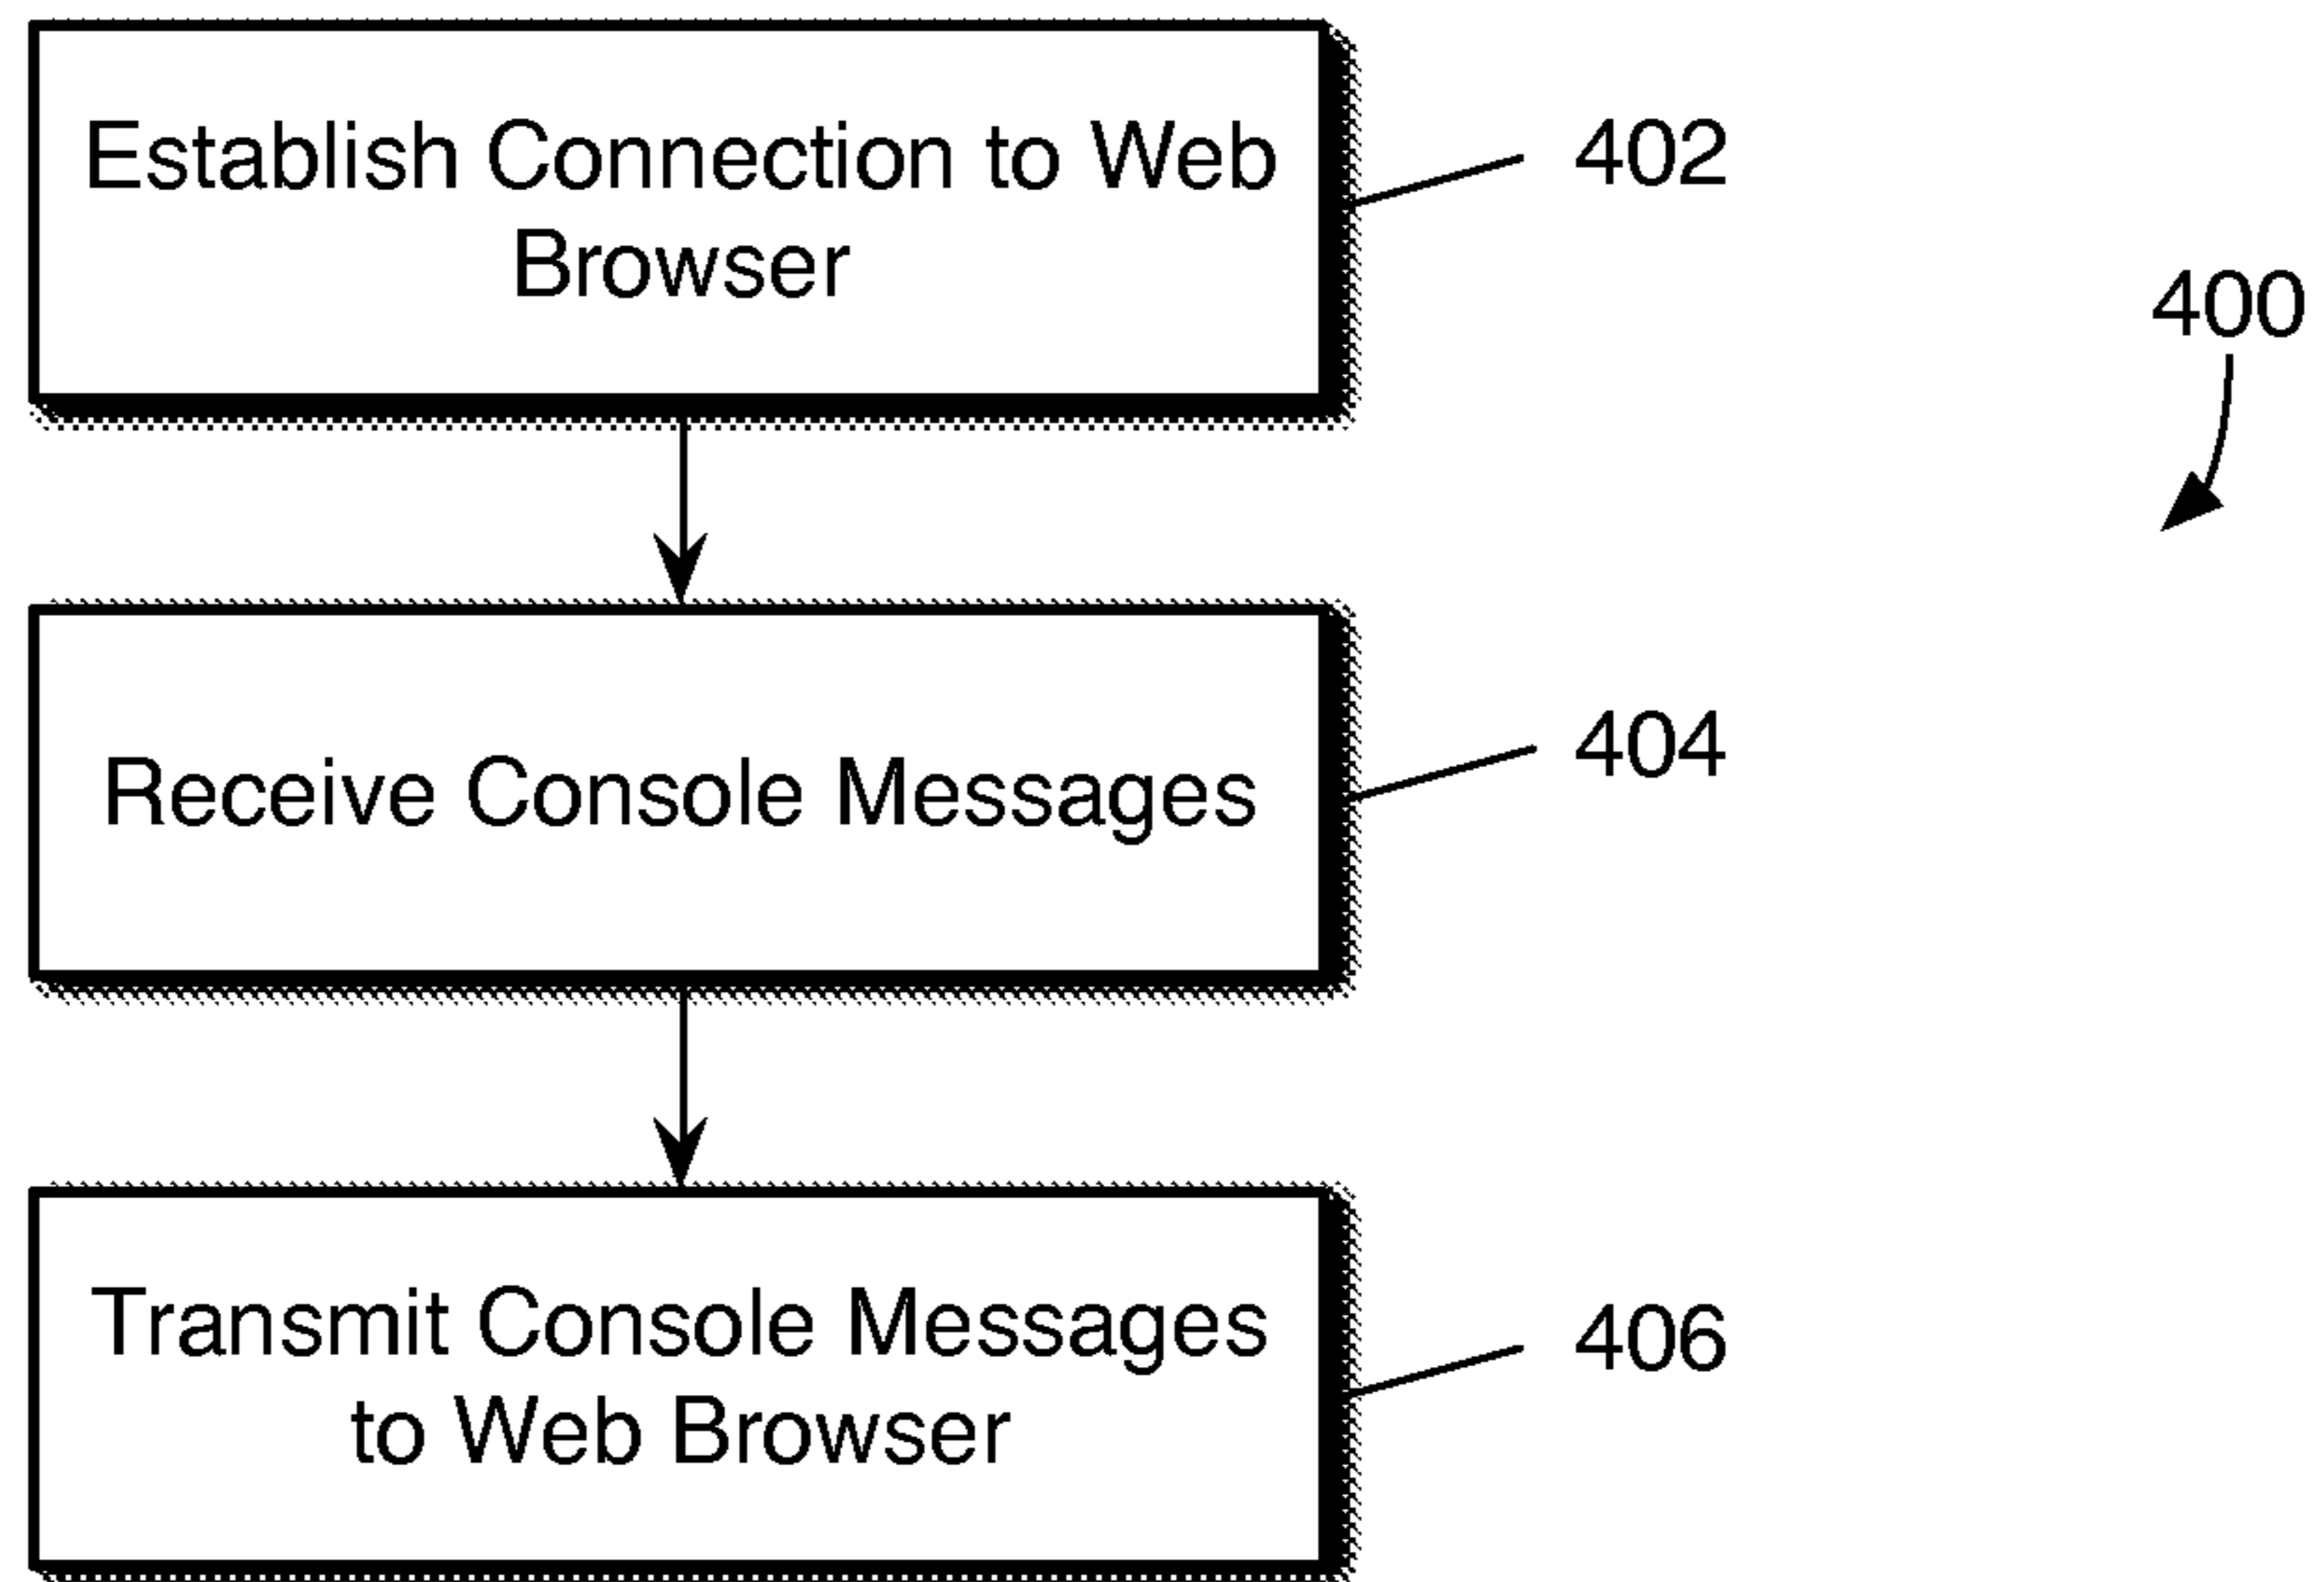 Establish Connection to Web
Browser
402
400
Receive Console Messages
404
Transmit Console Messages
to Web Browser
406